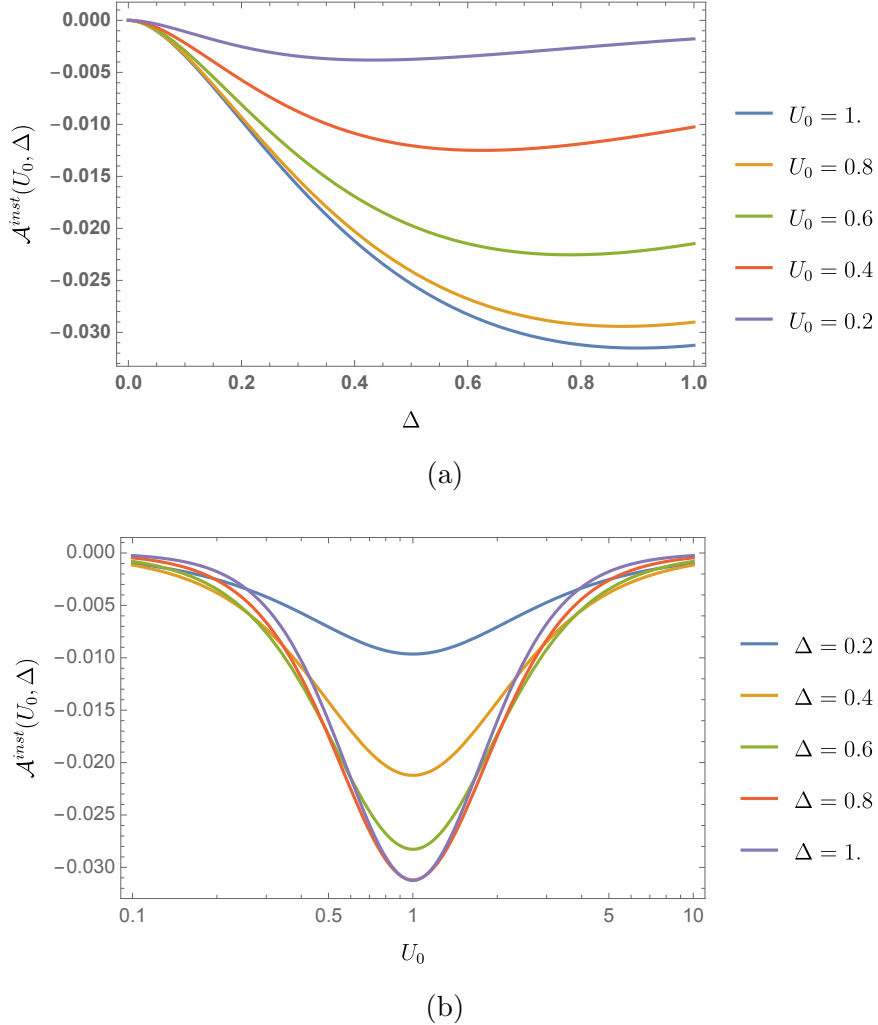 0.000
−0.005
−0.010
−0.015
−0.020
−0.025
−0.030
𝒜^{inst}(U_0, Δ)
0.0 0.2 0.4 0.6 0.8 1.0
Δ
U_0 = 1.
U_0 = 0.8
U_0 = 0.6
U_0 = 0.4
U_0 = 0.2
(a)
0.000
−0.005
−0.010
−0.015
−0.020
−0.025
−0.030
𝒜^{inst}(U_0, Δ)
0.1 0.5 1 5 10
U_0
Δ = 0.2
Δ = 0.4
Δ = 0.6
Δ = 0.8
Δ = 1.
(b)